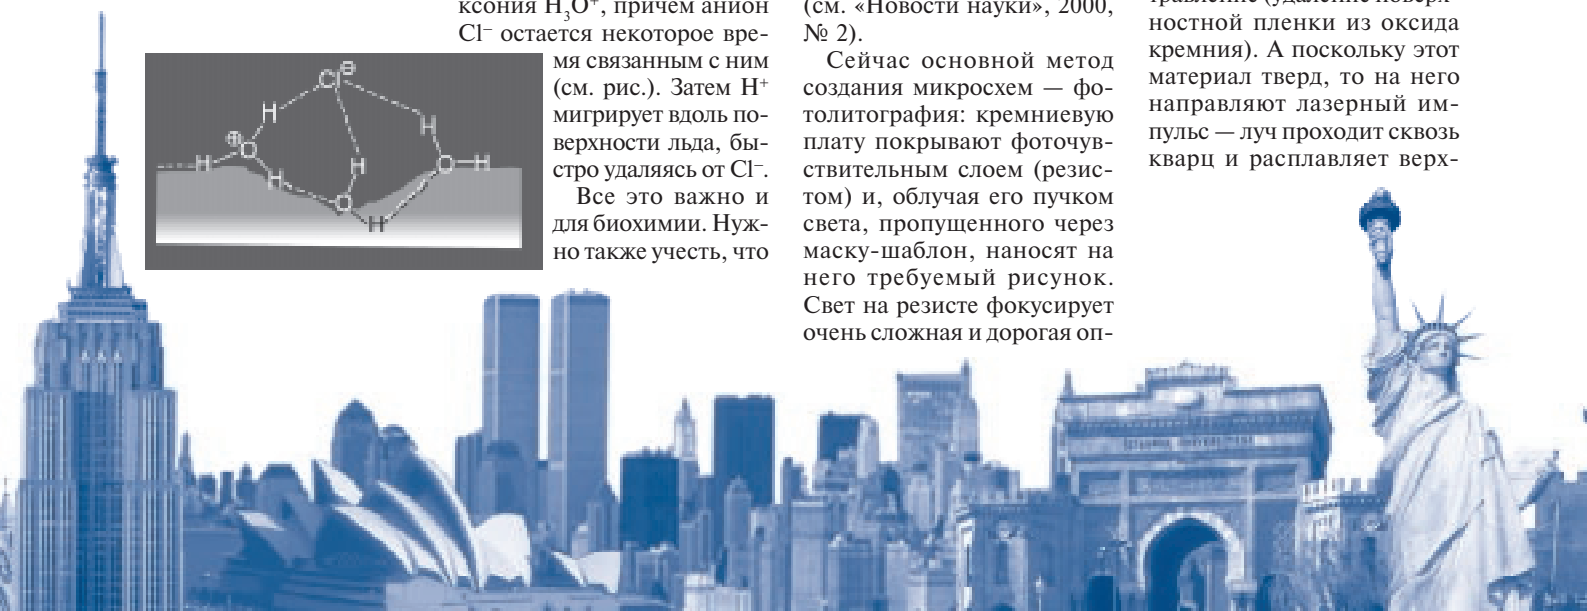 ксония H₃O⁺, причем анион
Cl⁻ остается некоторое вре-
мя связанным с ним
(см. рис.). Затем H⁺
мигрирует вдоль по-
верхности льда, бы-
стро удаляясь от Cl⁻.
Все это важно и
для биохимии. Нуж-
но также учесть, что
Cl⊖
H
H
⊕
O
H
H
H
O
H
O
H
(см. «Новости науки», 2000,
№ 2).
Сейчас основной метод
создания микросхем — фо-
толитография: кремниевую
плату покрывают фоточув-
ствительным слоем (резис-
том) и, облучая его пучком
света, пропущенного через
маску-шаблон, наносят на
него требуемый рисунок.
Свет на резисте фокусирует
очень сложная и дорогая оп-
травление (удаление поверх-
ностной пленки из оксида
кремния). А поскольку этот
материал тверд, то на него
направляют лазерный им-
пульс — луч проходит сквозь
кварц и расплавляет верх-